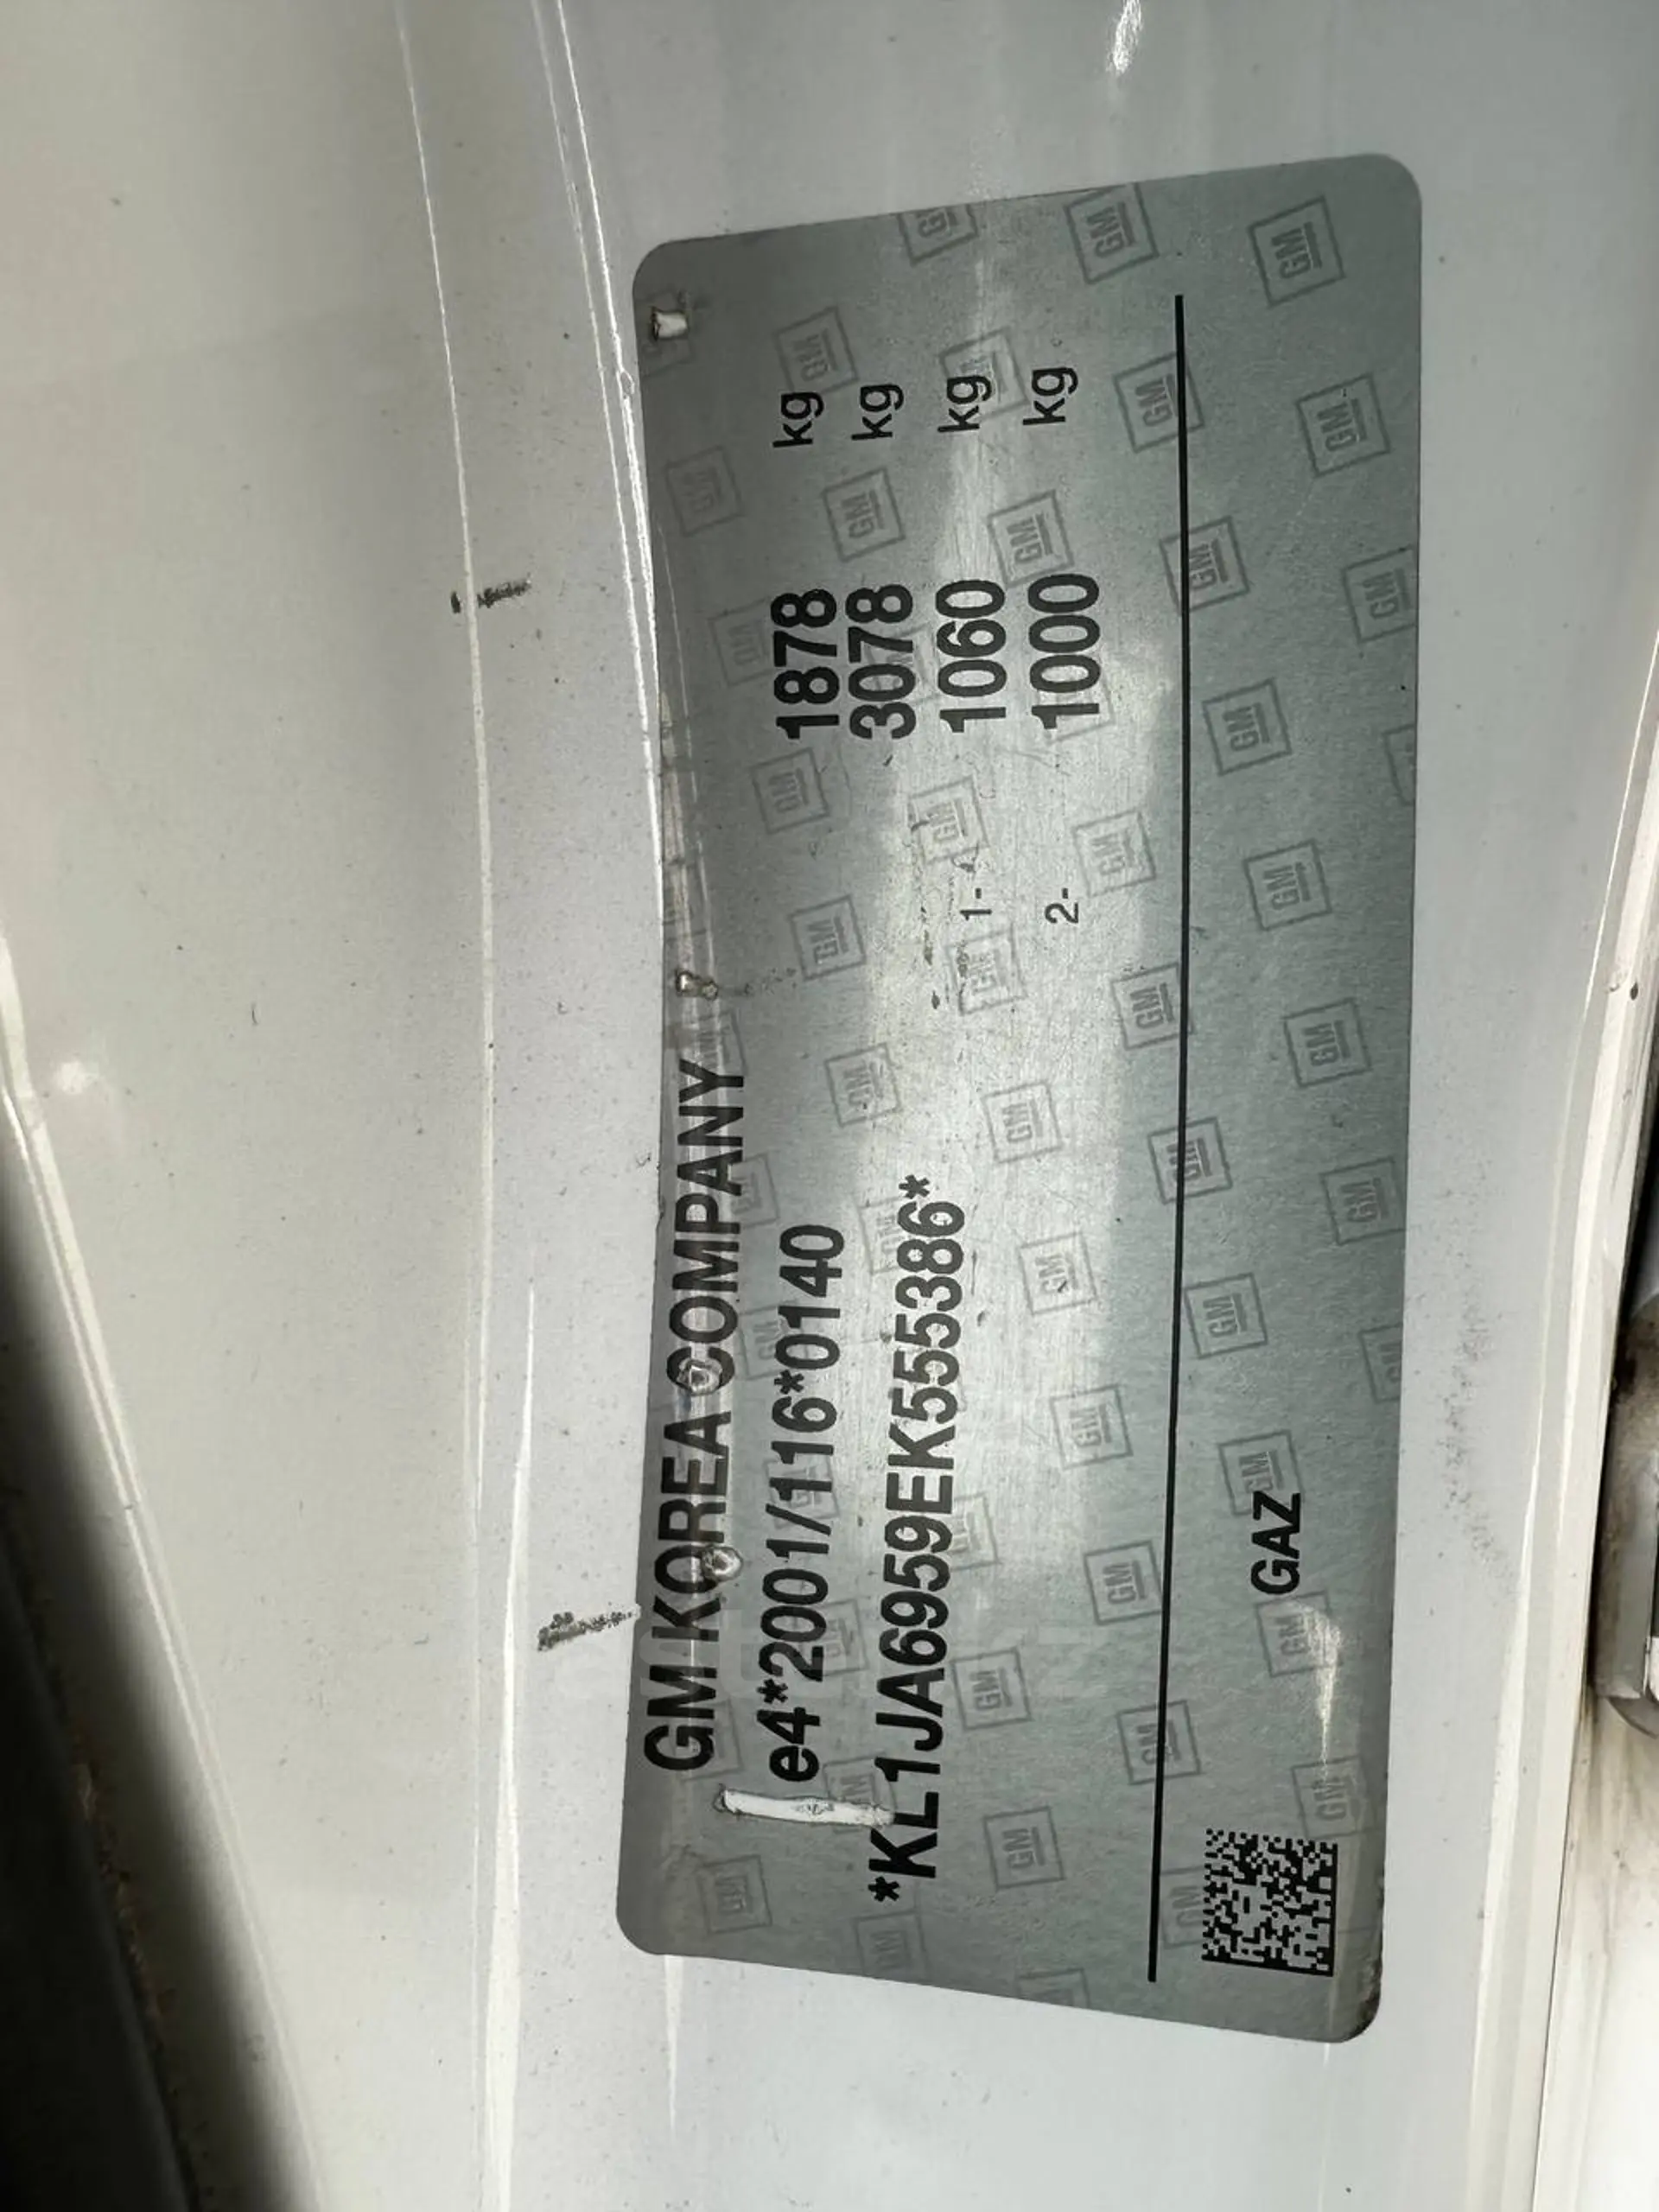 GM KOREA COMPANY
e4*2001/116*0140
*KL1JA6959EK555386*
1878 kg
3078 kg
1- 1060 kg
2- 1000 kg
GAZ